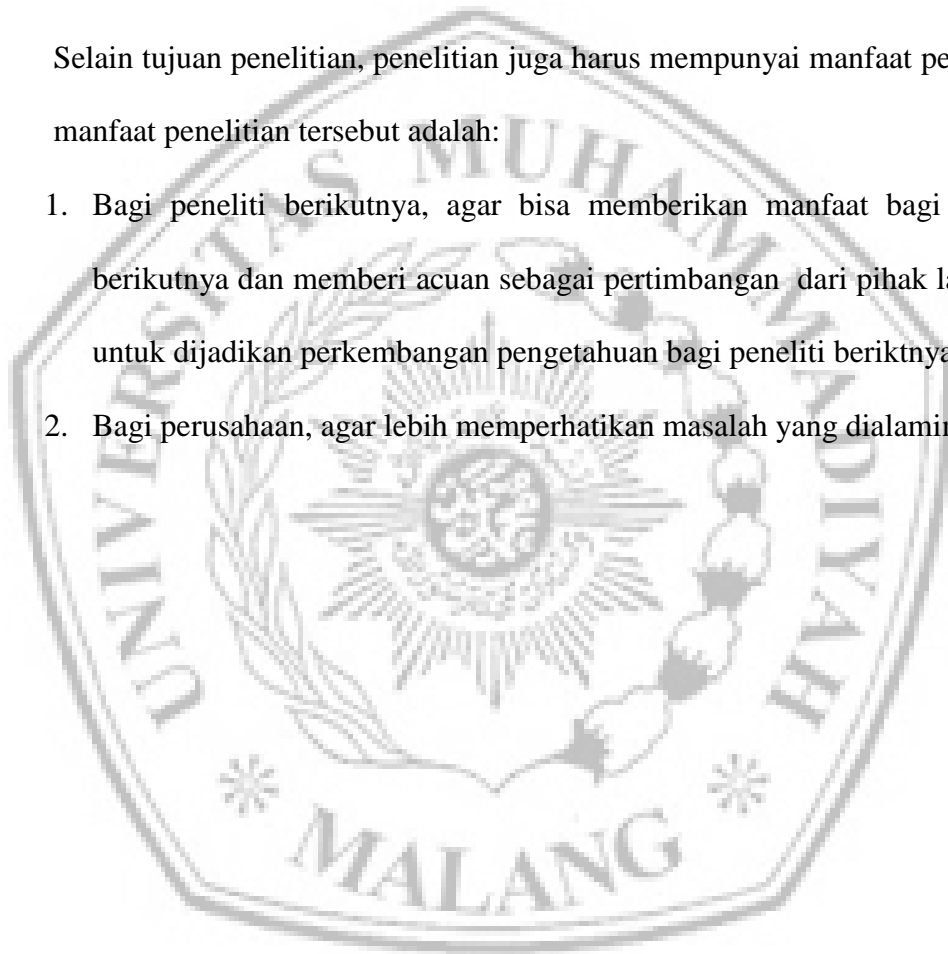 Selain tujuan penelitian, penelitian juga harus mempunyai manfaat pe
manfaat penelitian tersebut adalah:
1. Bagi peneliti berikutnya, agar bisa memberikan manfaat bagi
berikutnya dan memberi acuan sebagai pertimbangan dari pihak la
untuk dijadikan perkembangan pengetahuan bagi peneliti beriktnya
2. Bagi perusahaan, agar lebih memperhatikan masalah yang dialamin
UNIVERSITAS MUHAMMADIYAH
MALANG